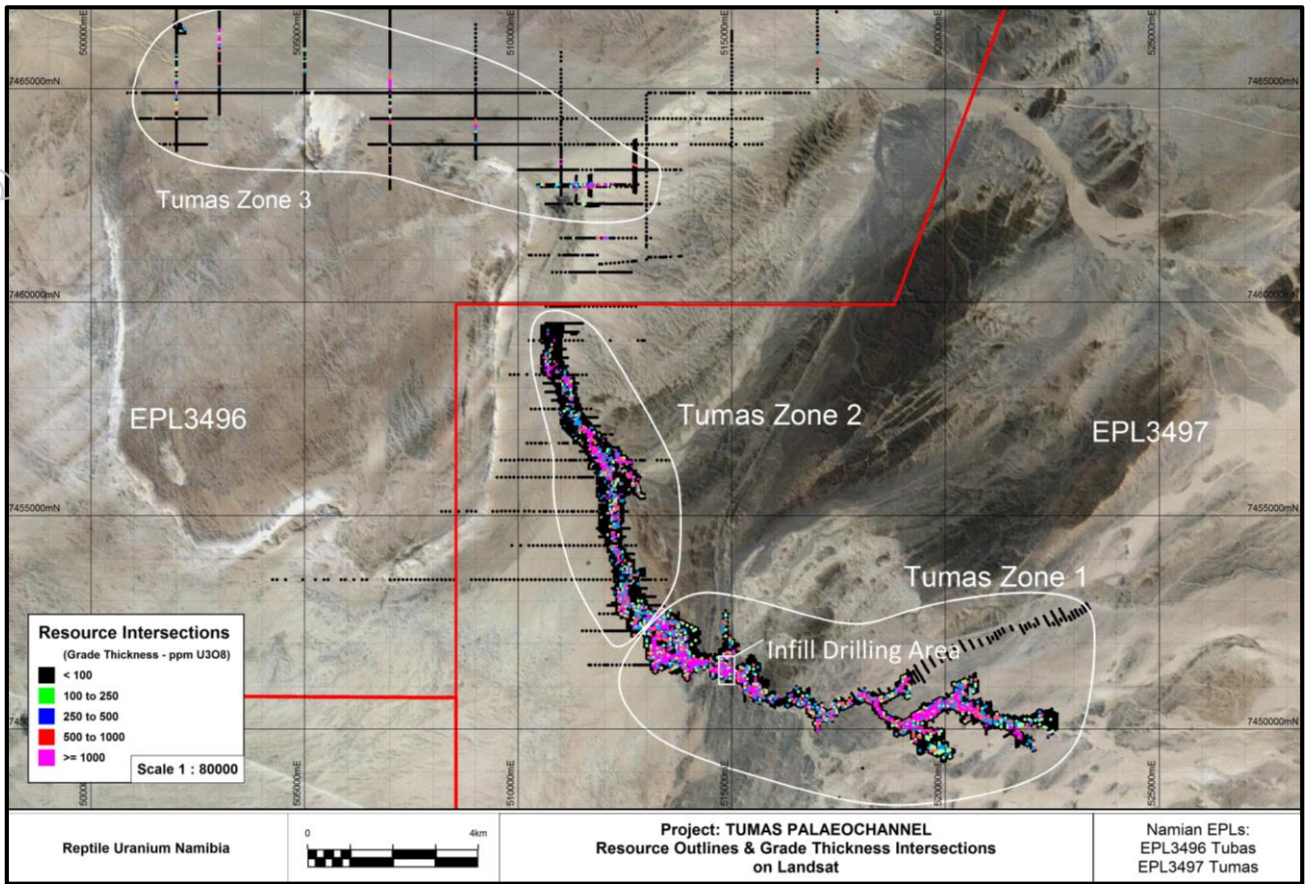 500000mE
505000mE
510000mE
515000mE
525000mE
7465000mN
7465000mN
Tumas Zone 3
7460000mN
7460000mN
EPL3496
Tumas Zone 2
EPL3497
7455000mN
7455000mN
Tumas Zone 1
Infill Drilling Area
Resource Intersections
(Grade Thickness - ppm U3O8)
< 100
100 to 250
250 to 500
500 to 1000
>= 1000
Scale 1 : 80000
7450000mN
505000mE
510000mE
515000mE
520000mE
525000mE
Reptile Uranium Namibia
0 4km
Project: TUMAS PALAEOCHANNEL
Resource Outlines & Grade Thickness Intersections
on Landsat
Namian EPLs:
EPL3496 Tubas
EPL3497 Tumas